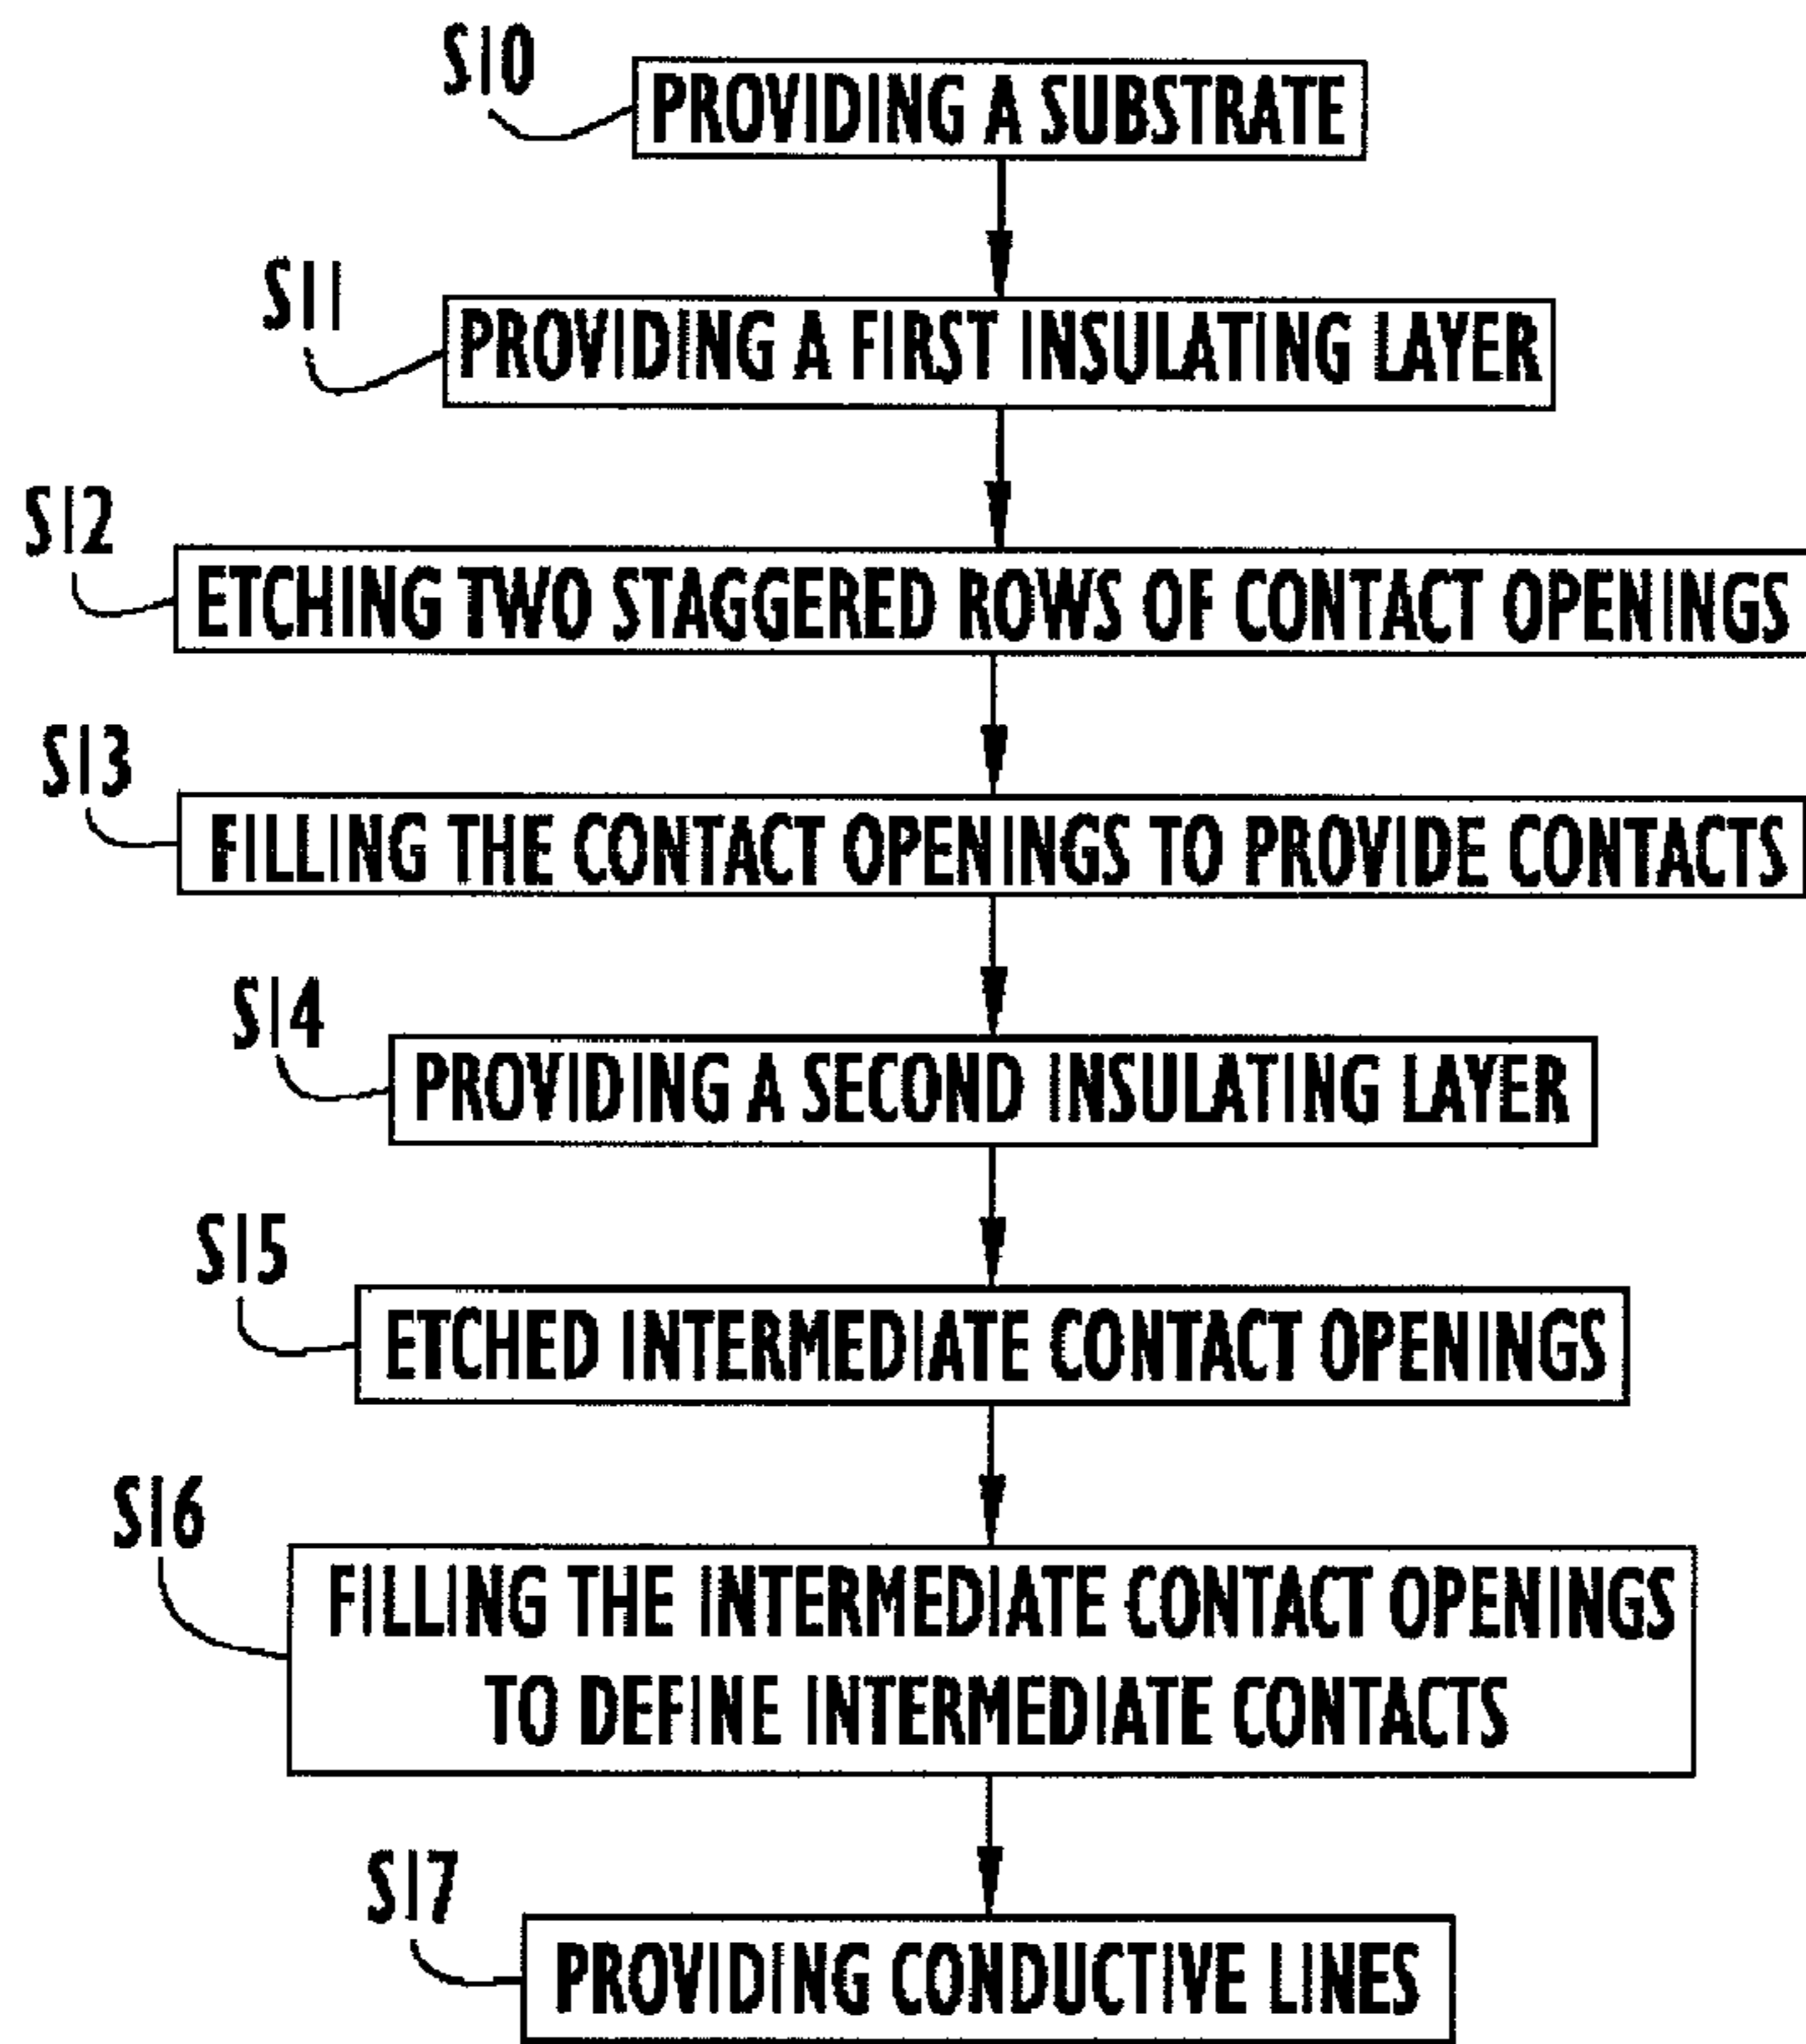 S10
PROVIDING A SUBSTRATE
S11
PROVIDING A FIRST INSULATING LAYER
S12
ETCHING TWO STAGGERED ROWS OF CONTACT OPENINGS
S13
FILLING THE CONTACT OPENINGS TO PROVIDE CONTACTS
S14
PROVIDING A SECOND INSULATING LAYER
S15
ETCHED INTERMEDIATE CONTACT OPENINGS
S16
FILLING THE INTERMEDIATE CONTACT OPENINGS
TO DEFINE INTERMEDIATE CONTACTS
S17
PROVIDING CONDUCTIVE LINES